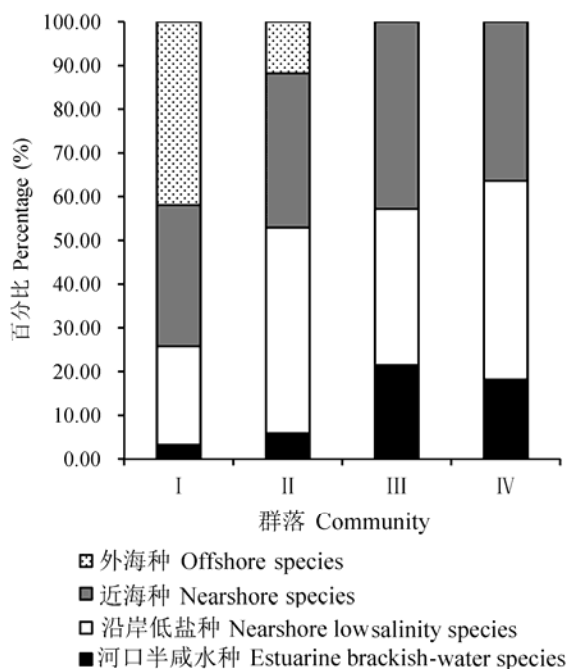 百分比 Percentage (%)
100.00
90.00
80.00
70.00
60.00
50.00
40.00
30.00
20.00
10.00
0.00
I II III IV
群落 Community
外海种 Offshore species
近海种 Nearshore species
沿岸低盐种 Nearshore lowsalinity species
河口半咸水种 Estuarine brackish-water species